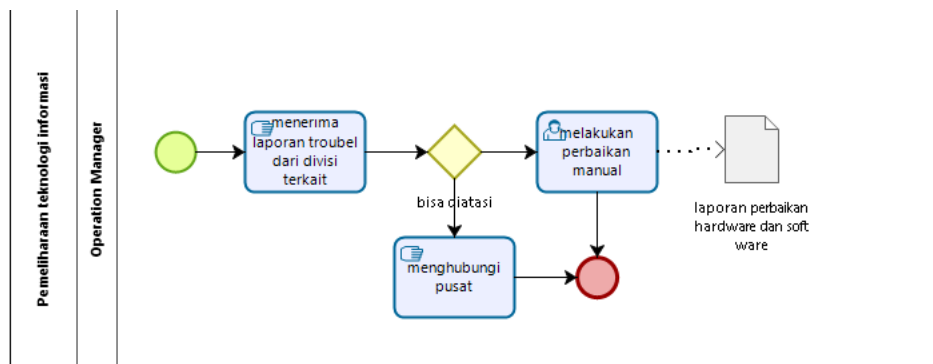 Pemeliharaan teknologi informasi
Operation Manager
menerima
laporan troubel
dari divisi
terkait
bisa diatasi
melakukan
perbaikan
manual
menghubungi
pusat
laporan perbaikan
hardware dan soft
ware